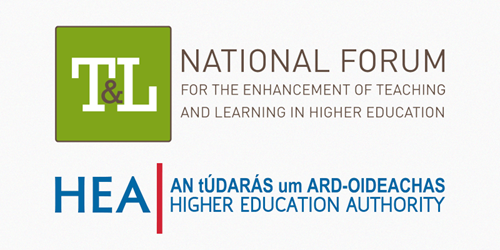 T&L
NATIONAL FORUM
FOR THE ENHANCEMENT OF TEACHING
AND LEARNING IN HIGHER EDUCATION
HEA
AN tÚDARÁS um ARD-OIDEACHAS
HIGHER EDUCATION AUTHORITY